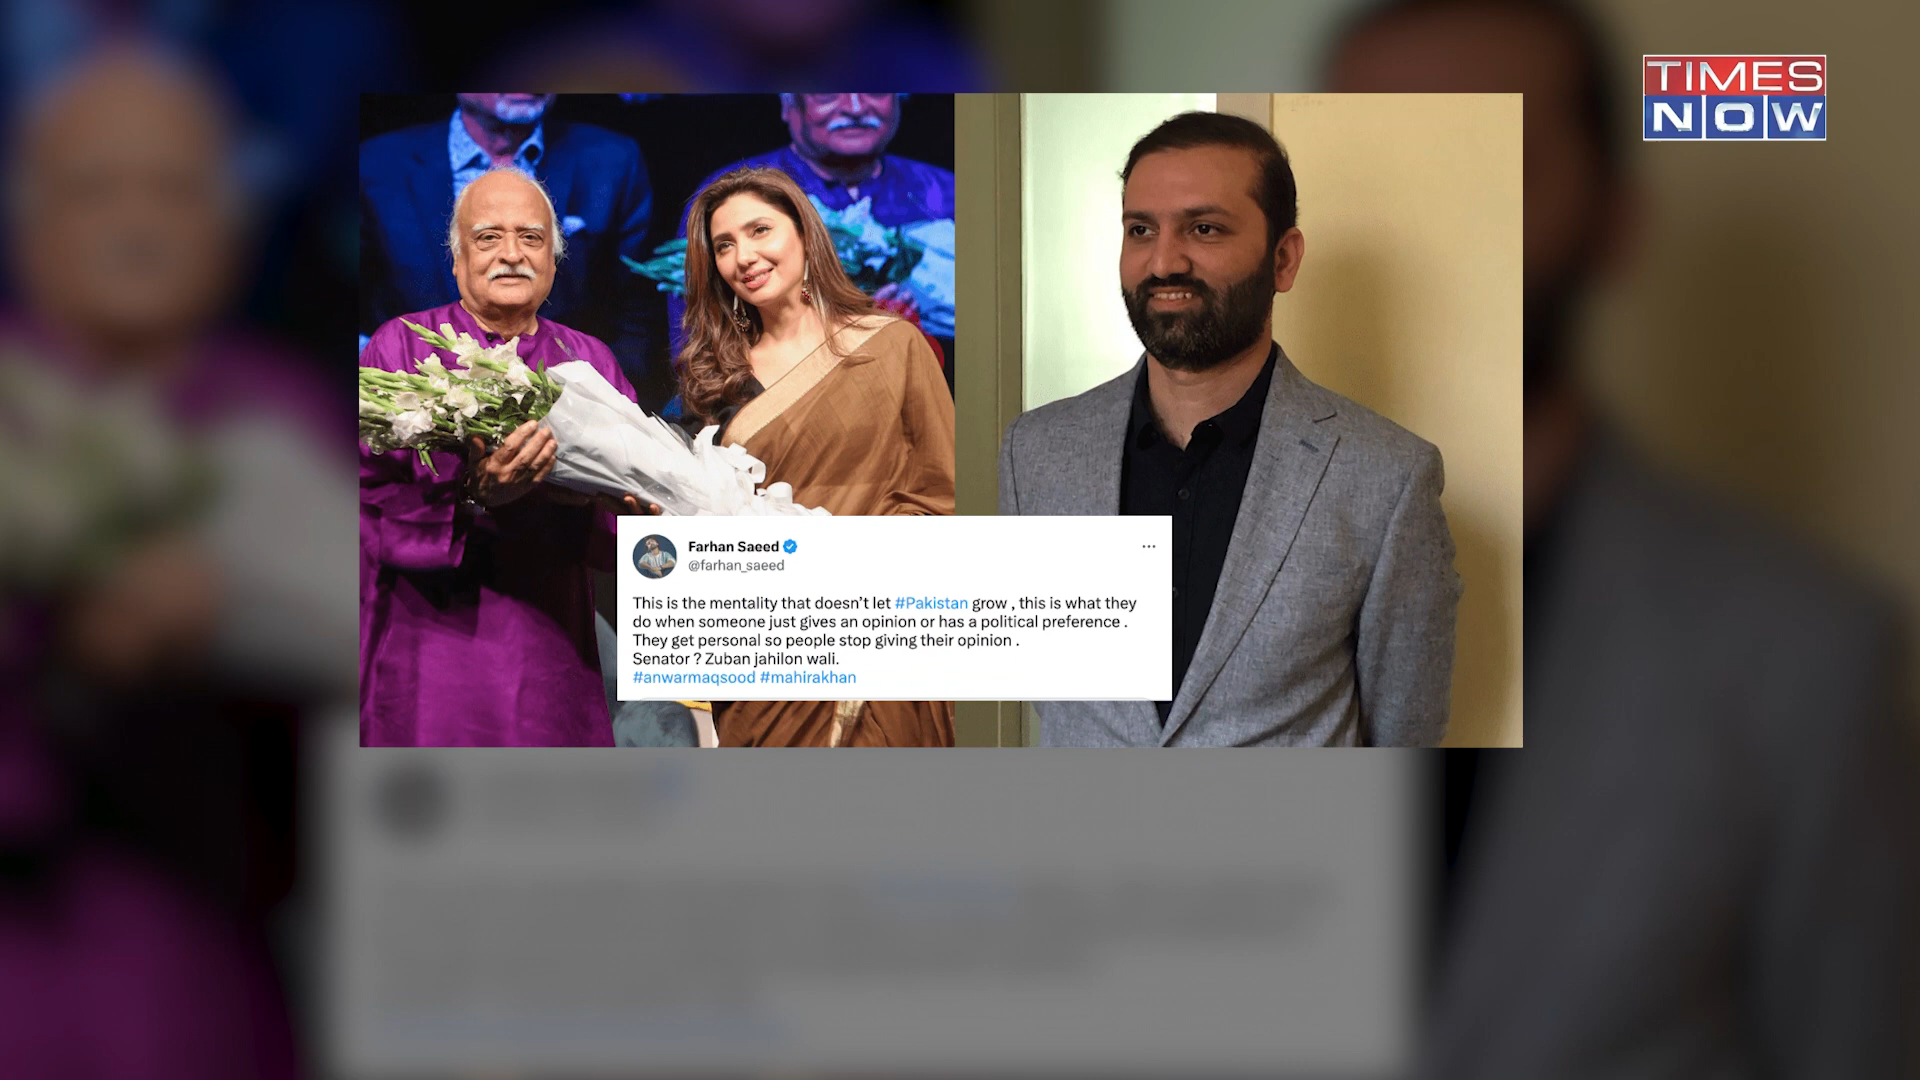 TIMES
NOW
Farhan Saeed
@farhan_saeed
This is the mentality that doesn’t let #Pakistan grow , this is what they
do when someone just gives an opinion or has a political preference .
They get personal so people stop giving their opinion .
Senator ? Zuban jahilon wali.
#anwarmaqsood #mahirakhan